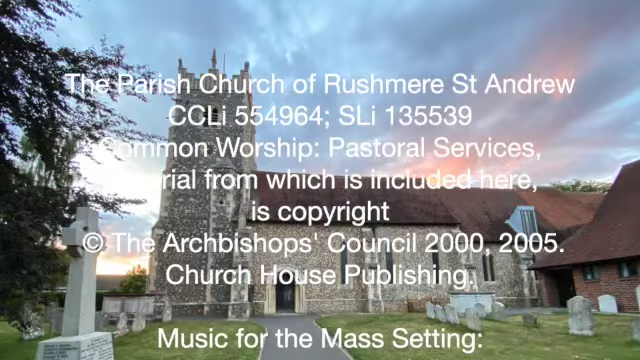 The Parish Church of Rushmere St Andrew
CCLi 554964; SLi 135539
Common Worship: Pastoral Services,
material from which is included here,
is copyright
© The Archbishops' Council 2000, 2005.
Church House Publishing.
Music for the Mass Setting: